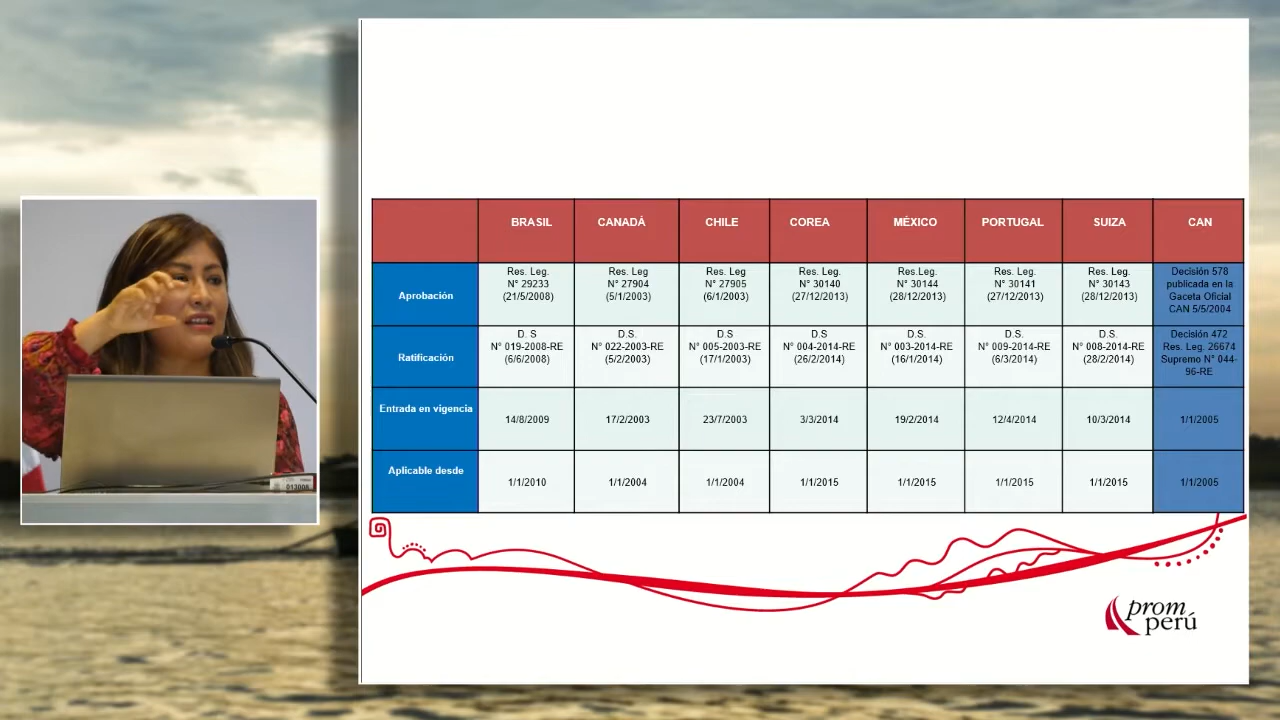 BRASIL CANADÁ CHILE COREA MÉXICO PORTUGAL SUIZA CAN
Aprobación
Res. Leg.
N° 29233
(21/5/2008)
Res. Leg
N° 27904
(5/1/2003)
Res. Leg
N° 27905
(6/1/2003)
Res. Leg.
N° 30140
(27/12/2013)
Res.Leg.
N° 30144
(28/12/2013)
Res. Leg.
N° 30141
(27/12/2013)
Res. Leg.
N° 30143
(28/12/2013)
Decisión 578
publicada en la
Gaceta Oficial
CAN 5/5/2004
Ratificación
D.S
N° 019-2008-RE
(6/6/2008)
D.S.
N° 022-2003-RE
(5/2/2003)
D.S.
N° 005-2003-RE
(17/1/2003)
D.S
N° 004-2014-RE
(26/2/2014)
D.S.
N° 003-2014-RE
(16/1/2014)
D.S.
N° 009-2014-RE
(6/3/2014)
D.S.
N° 008-2014-RE
(28/2/2014)
Decisión 472
Res. Leg. 26674
Supremo N° 044-
96-RE
Entrada en vigencia
14/8/2009 17/2/2003 23/7/2003 3/3/2014 19/2/2014 12/4/2014 10/3/2014 1/1/2005
Aplicable desde
1/1/2010 1/1/2004 1/1/2004 1/1/2015 1/1/2015 1/1/2015 1/1/2015 1/1/2005
prom
perú